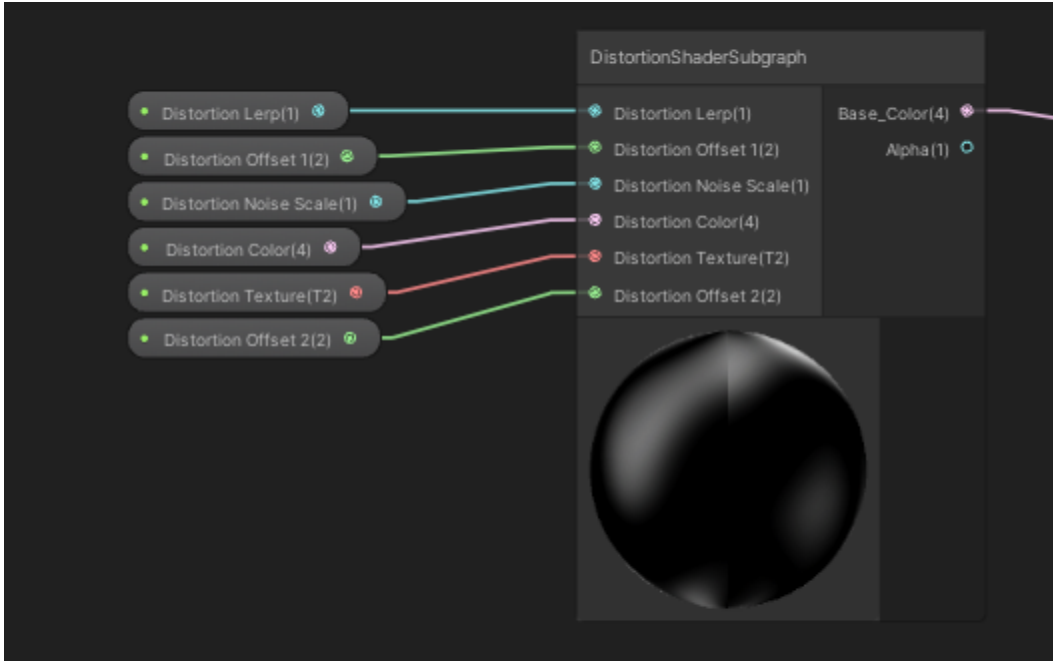 DistortionShaderSubgraph
Distortion Lerp(1)
Distortion Offset 1(2)
Distortion Noise Scale(1)
Distortion Color(4)
Distortion Texture(T2)
Distortion Offset 2(2)
Distortion Lerp(1)
Distortion Offset 1(2)
Distortion Noise Scale(1)
Distortion Color(4)
Distortion Texture(T2)
Distortion Offset 2(2)
Base_Color(4)
Alpha(1)